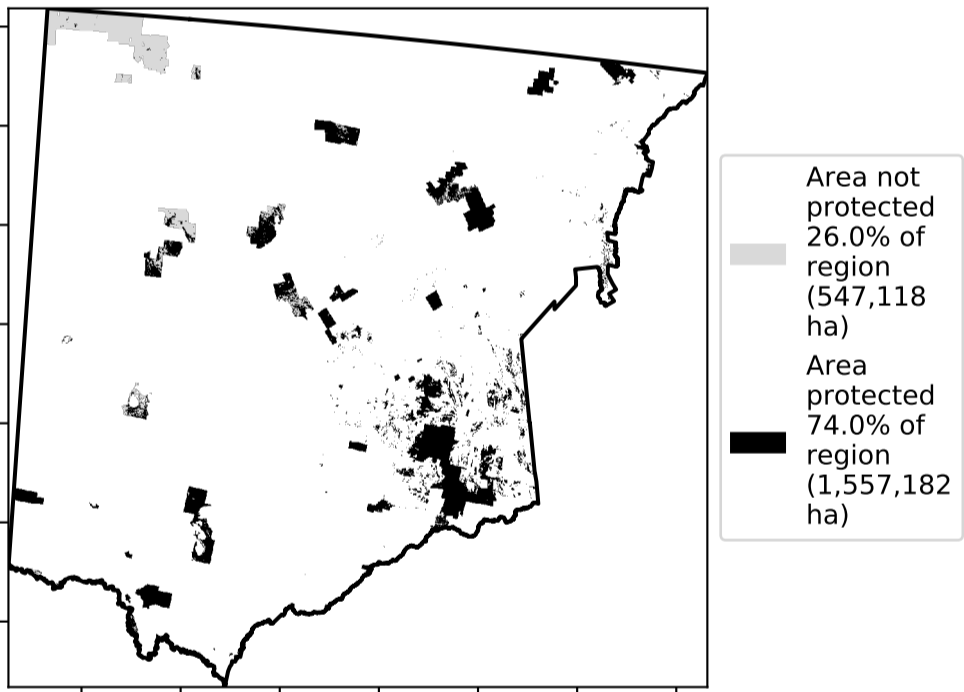 Area not
protected
26.0% of
region
(547,118
ha)
Area
protected
74.0% of
region
(1,557,182
ha)